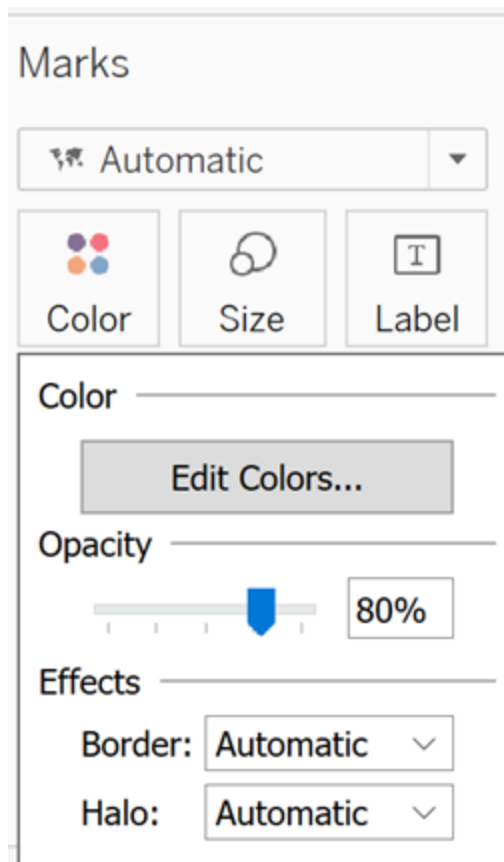 Marks
Automatic
Color Size Label
Color
Edit Colors...
Opacity
80%
Effects
Border: Automatic
Halo: Automatic